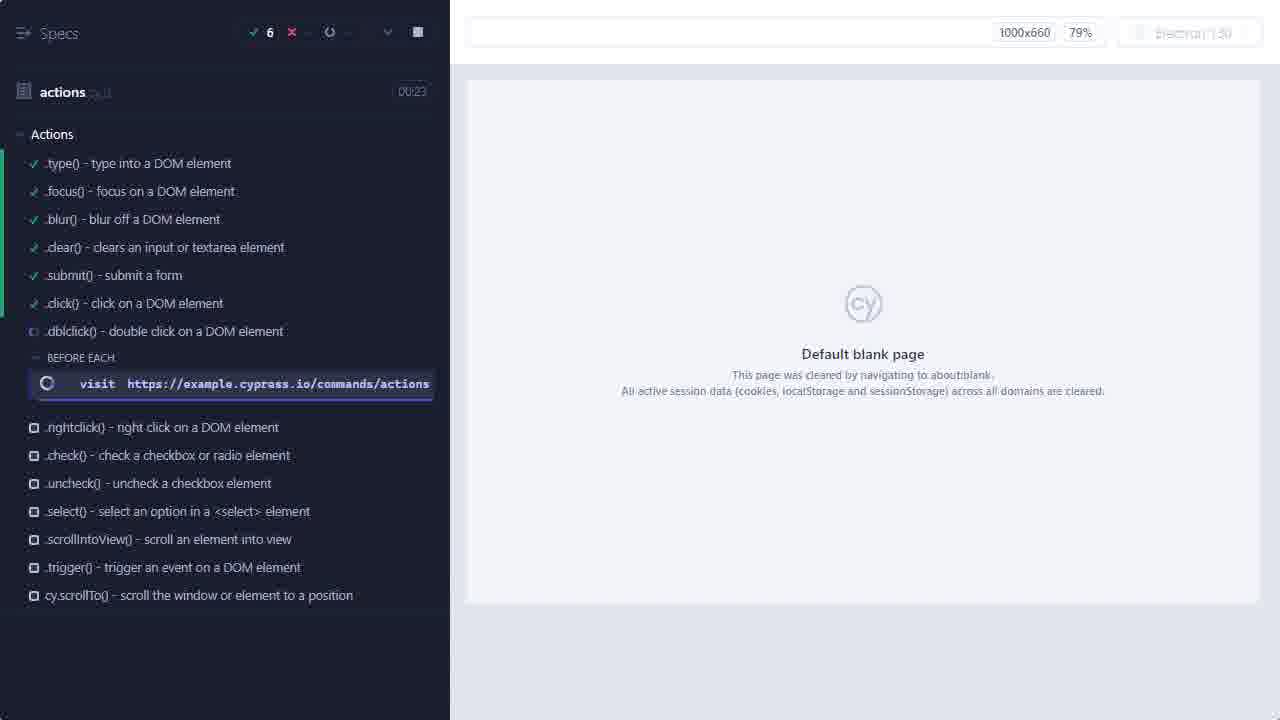 Specs
6
1000x660
79%
actions
00:23
Actions
.type() - type into a DOM element
.focus() - focus on a DOM element
.blur() - blur off a DOM element
.clear() - clears an input or textarea element
.submit() - submit a form
.click() - click on a DOM element
.dblclick() - double click on a DOM element
BEFORE EACH
visit https://example.cypress.io/commands/actions
.rightclick() - right click on a DOM element
.check() - check a checkbox or radio element
.uncheck() - uncheck a checkbox element
.select() - select an option in a <select> element
.scrollIntoView() - scroll an element into view
.trigger() - trigger an event on a DOM element
cy.scrollTo() - scroll the window or element to a position
cy
Default blank page
This page was cleared by navigating to about:blank.
All active session data (cookies, localStorage and sessionStorage) across all domains are cleared.